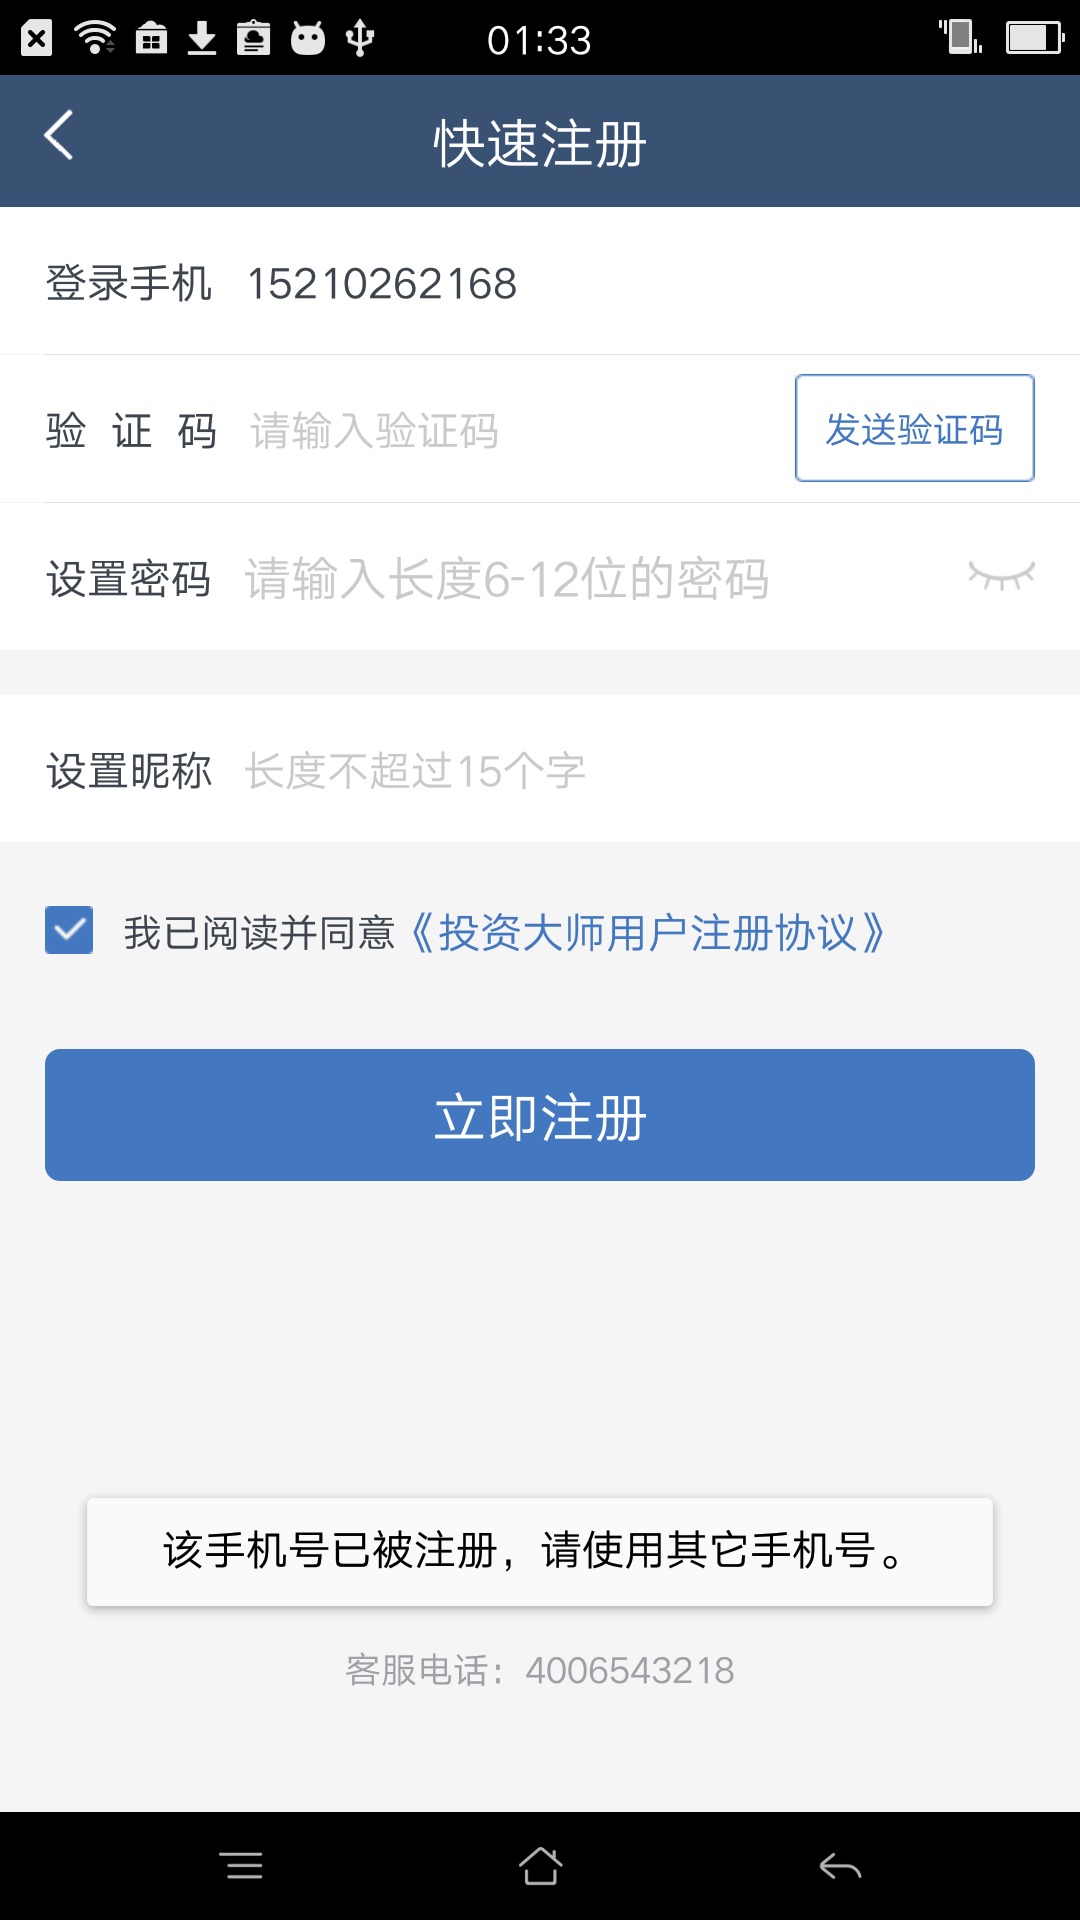 01:33
快速注册
登录手机 15210262168
验 证 码 请输入验证码 发送验证码
设置密码 请输入长度6-12位的密码
设置昵称 长度不超过15个字
我已阅读并同意《投资大师用户注册协议》
立即注册
该手机号已被注册，请使用其它手机号。
客服电话：4006543218